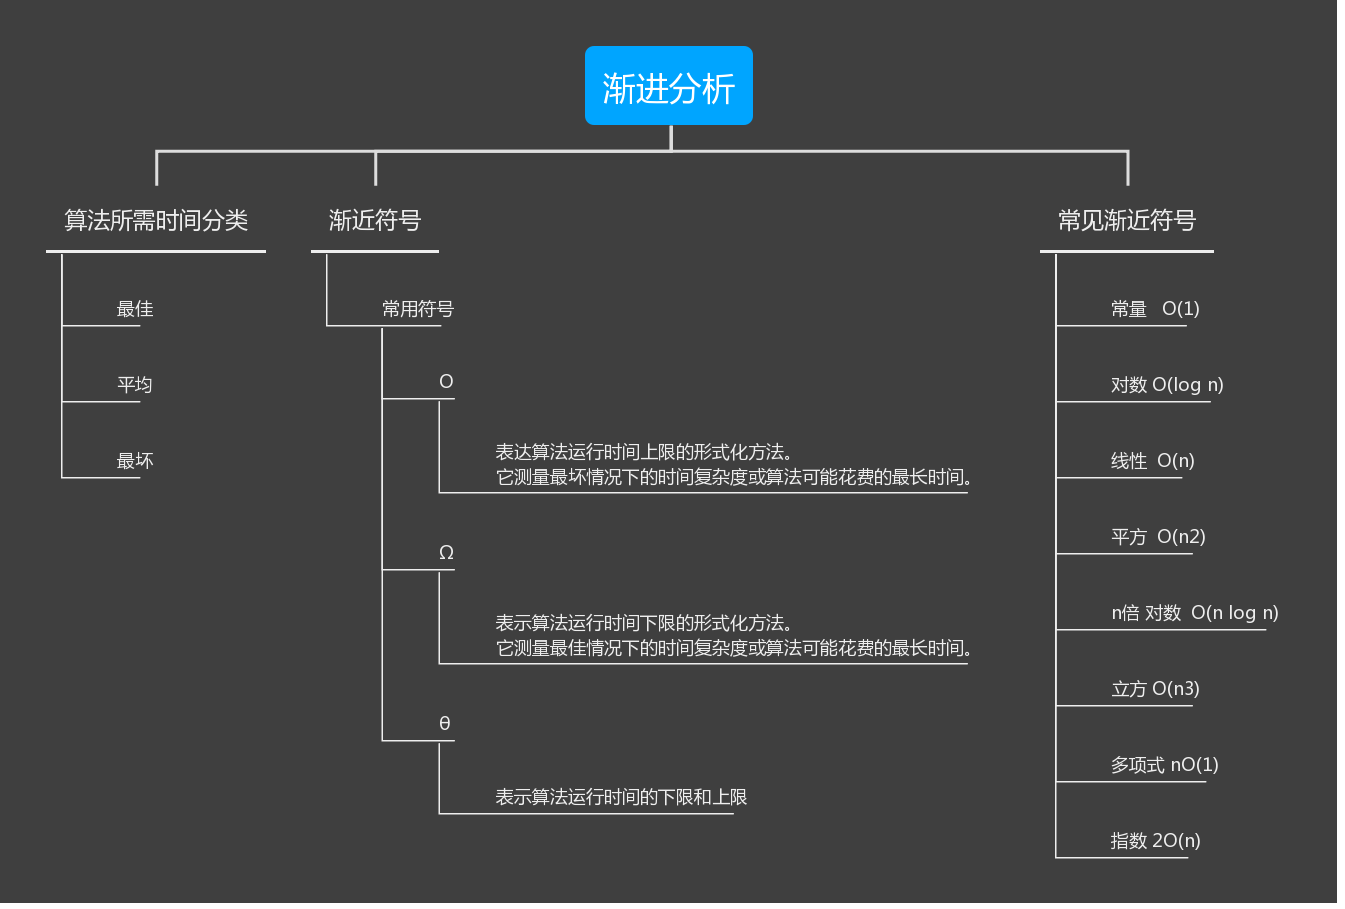 渐进分析
算法所需时间分类
最佳
平均
最坏
渐近符号
常用符号
O
表达算法运行时间上限的形式化方法。
它测量最坏情况下的时间复杂度或算法可能花费的最长时间。
Ω
表示算法运行时间下限的形式化方法。
它测量最佳情况下的时间复杂度或算法可能花费的最长时间。
θ
表示算法运行时间的下限和上限
常见渐近符号
常量 O(1)
对数 O(log n)
线性 O(n)
平方 O(n2)
n倍 对数 O(n log n)
立方 O(n3)
多项式 nO(1)
指数 2O(n)